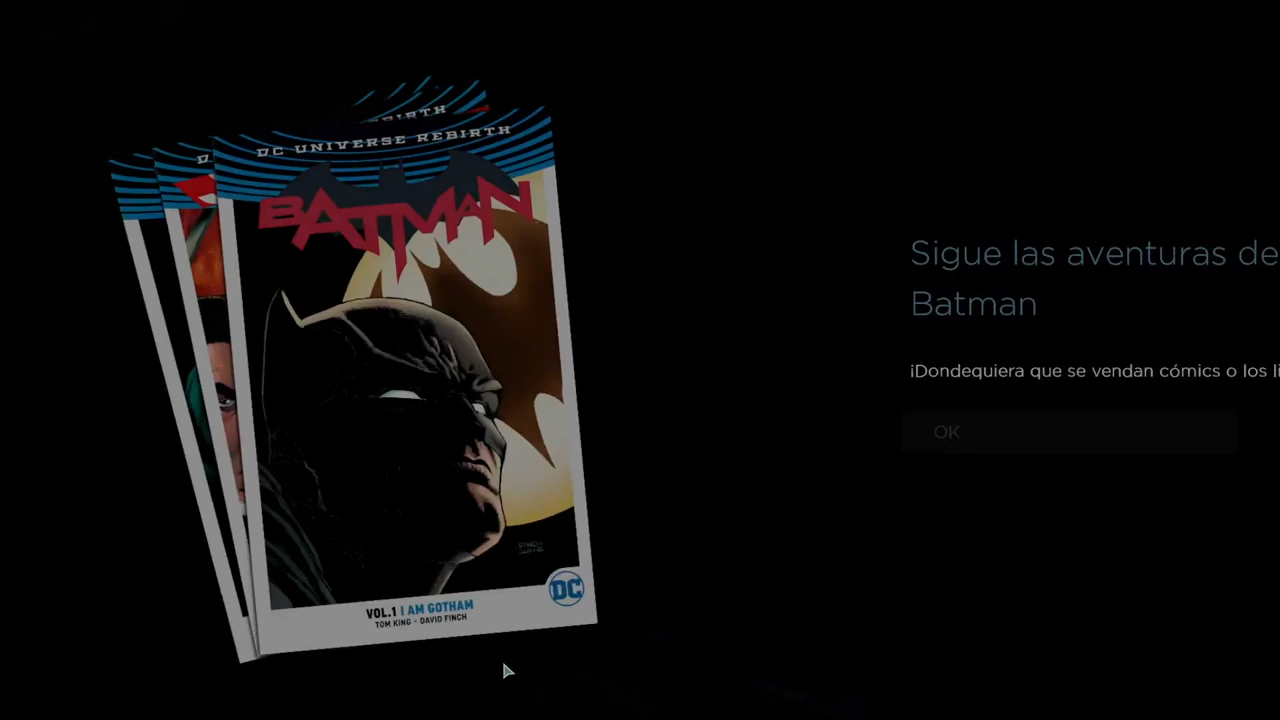 REBIRTH
DC UNIVERSE REBIRTH
D
BATMAN
VOL.1 I AM GOTHAM
TOM KING - DAVID FINCH
DC
Sigue las aventuras de
Batman
¡Dondequiera que se vendan cómics o los li
OK